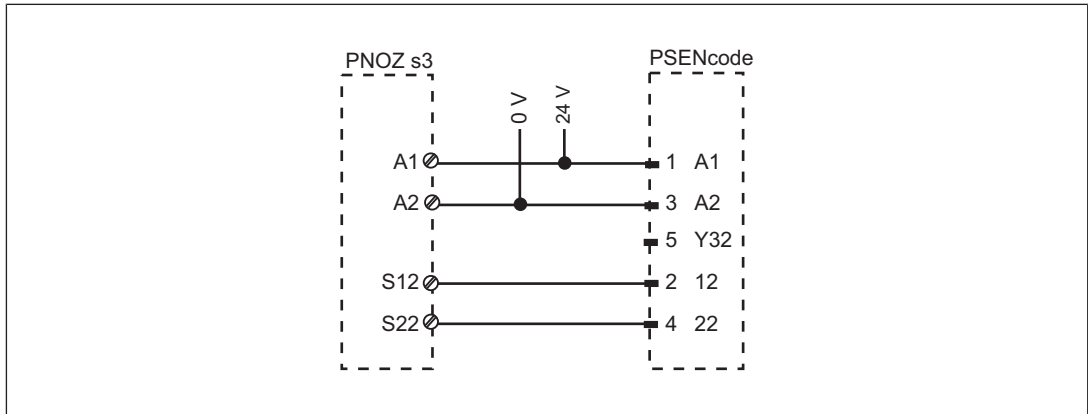 PNOZ s3
PSENcode
0 V
24 V
A1
1 A1
A2
3 A2
5 Y32
S12
2 12
S22
4 22